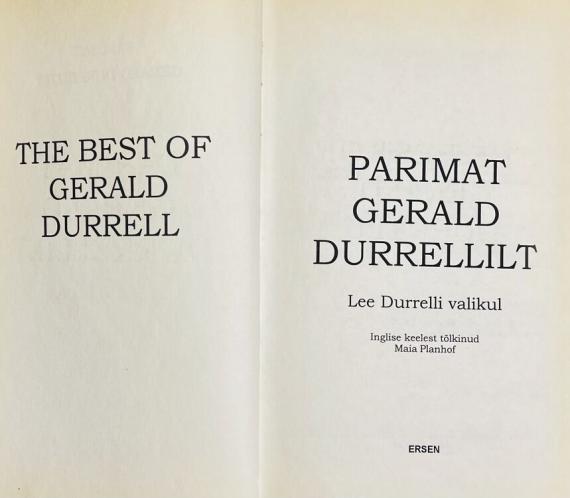 THE BEST OF
GERALD
DURRELL
PARIMAT
GERALD
DURRELLILT
Lee Durrelli valikul
Inglise keelest tõlkinud
Maia Planhof
ERSEN